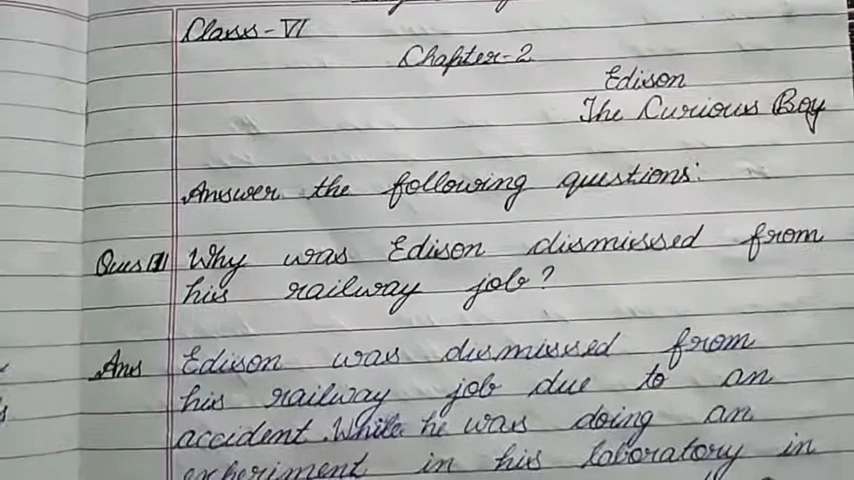 Class-VI
Chapter-2
Edison
The Curious Boy
Answer the following questions:
Ques 1 Why was Edison dismissed from
his railway job?
Ans Edison was dismissed from
his railway job due to an
accident. While he was doing an
experiment in his laboratory in